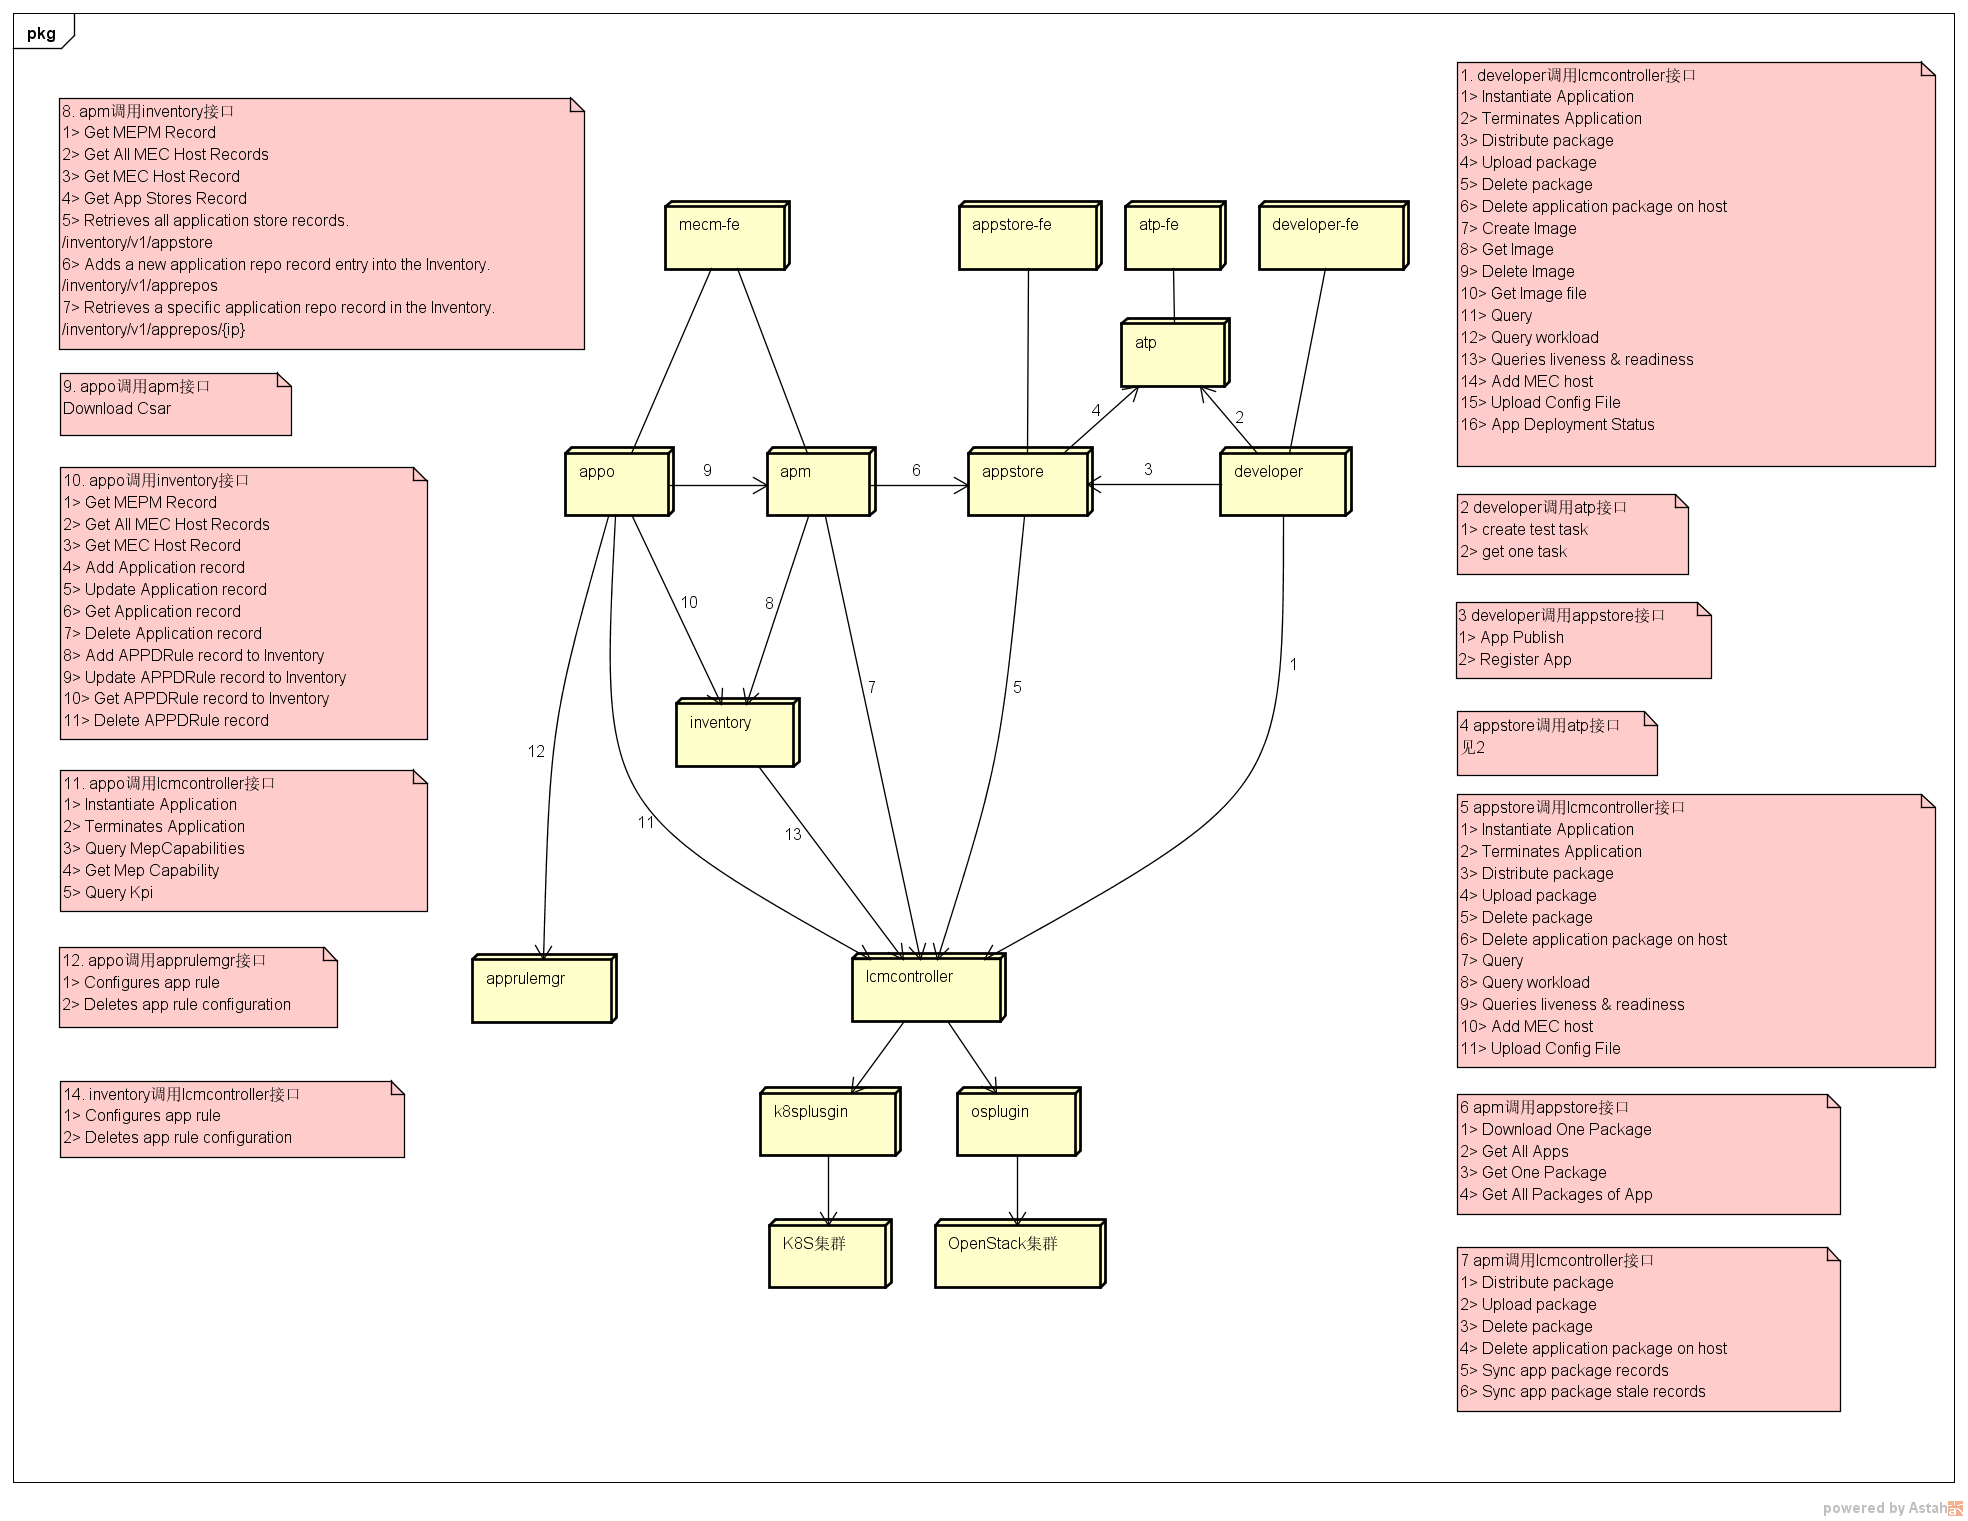 pkg
8. apm调用inventory接口
1> Get MEPM Record
2> Get All MEC Host Records
3> Get MEC Host Record
4> Get App Stores Record
5> Retrieves all application store records.
/inventory/v1/appstore
6> Adds a new application repo record entry into the Inventory.
/inventory/v1/apprepos
7> Retrieves a specific application repo record in the Inventory.
/inventory/v1/apprepos/{ip}
9. appo调用apm接口
Download Csar
10. appo调用inventory接口
1> Get MEPM Record
2> Get All MEC Host Records
3> Get MEC Host Record
4> Add Application record
5> Update Application record
6> Get Application record
7> Delete Application record
8> Add APPDRule record to Inventory
9> Update APPDRule record to Inventory
10> Get APPDRule record to Inventory
11> Delete APPDRule record
11. appo调用lcmcontroller接口
1> Instantiate Application
2> Terminates Application
3> Query MepCapabilities
4> Get Mep Capability
5> Query Kpi
12. appo调用apprulemgr接口
1> Configures app rule
2> Deletes app rule configuration
14. inventory调用lcmcontroller接口
1> Configures app rule
2> Deletes app rule configuration
mecm-fe
appstore-fe
atp-fe
developer-fe
atp
4
2
appo
9
apm
6
appstore
3
developer
10
8
1
7
5
inventory
12
11
13
apprulemgr
lcmcontroller
k8splusgin
osplugin
K8S集群
OpenStack集群
1. developer调用lcmcontroller接口
1> Instantiate Application
2> Terminates Application
3> Distribute package
4> Upload package
5> Delete package
6> Delete application package on host
7> Create Image
8> Get Image
9> Delete Image
10> Get Image file
11> Query
12> Query workload
13> Queries liveness & readiness
14> Add MEC host
15> Upload Config File
16> App Deployment Status
2 developer调用atp接口
1> create test task
2> get one task
3 developer调用appstore接口
1> App Publish
2> Register App
4 appstore调用atp接口
见2
5 appstore调用lcmcontroller接口
1> Instantiate Application
2> Terminates Application
3> Distribute package
4> Upload package
5> Delete package
6> Delete application package on host
7> Query
8> Query workload
9> Queries liveness & readiness
10> Add MEC host
11> Upload Config File
6 apm调用appstore接口
1> Download One Package
2> Get All Apps
3> Get One Package
4> Get All Packages of App
7 apm调用lcmcontroller接口
1> Distribute package
2> Upload package
3> Delete package
4> Delete application package on host
5> Sync app package records
6> Sync app package stale records
powered by Astah